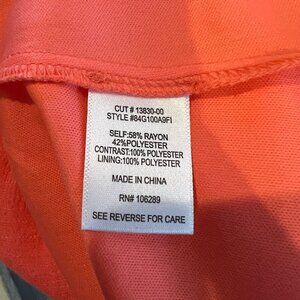 CUT # 13830-00
STYLE #84G100A9FI
SELF:58% RAYON
42%POLYESTER
CONTRAST:100% POLYESTER
LINING:100% POLYESTER
MADE IN CHINA
RN# 106289
SEE REVERSE FOR CARE